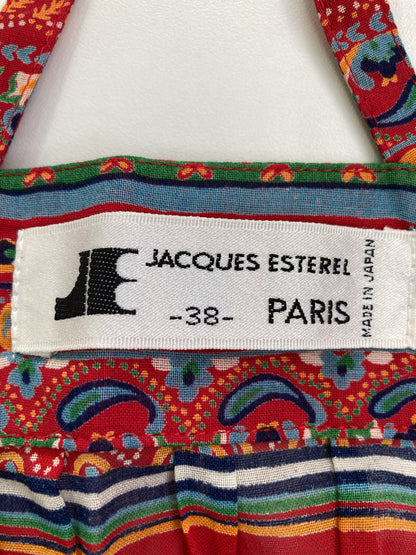 JACQUES ESTEREL
-38- PARIS
MADE IN JAPAN